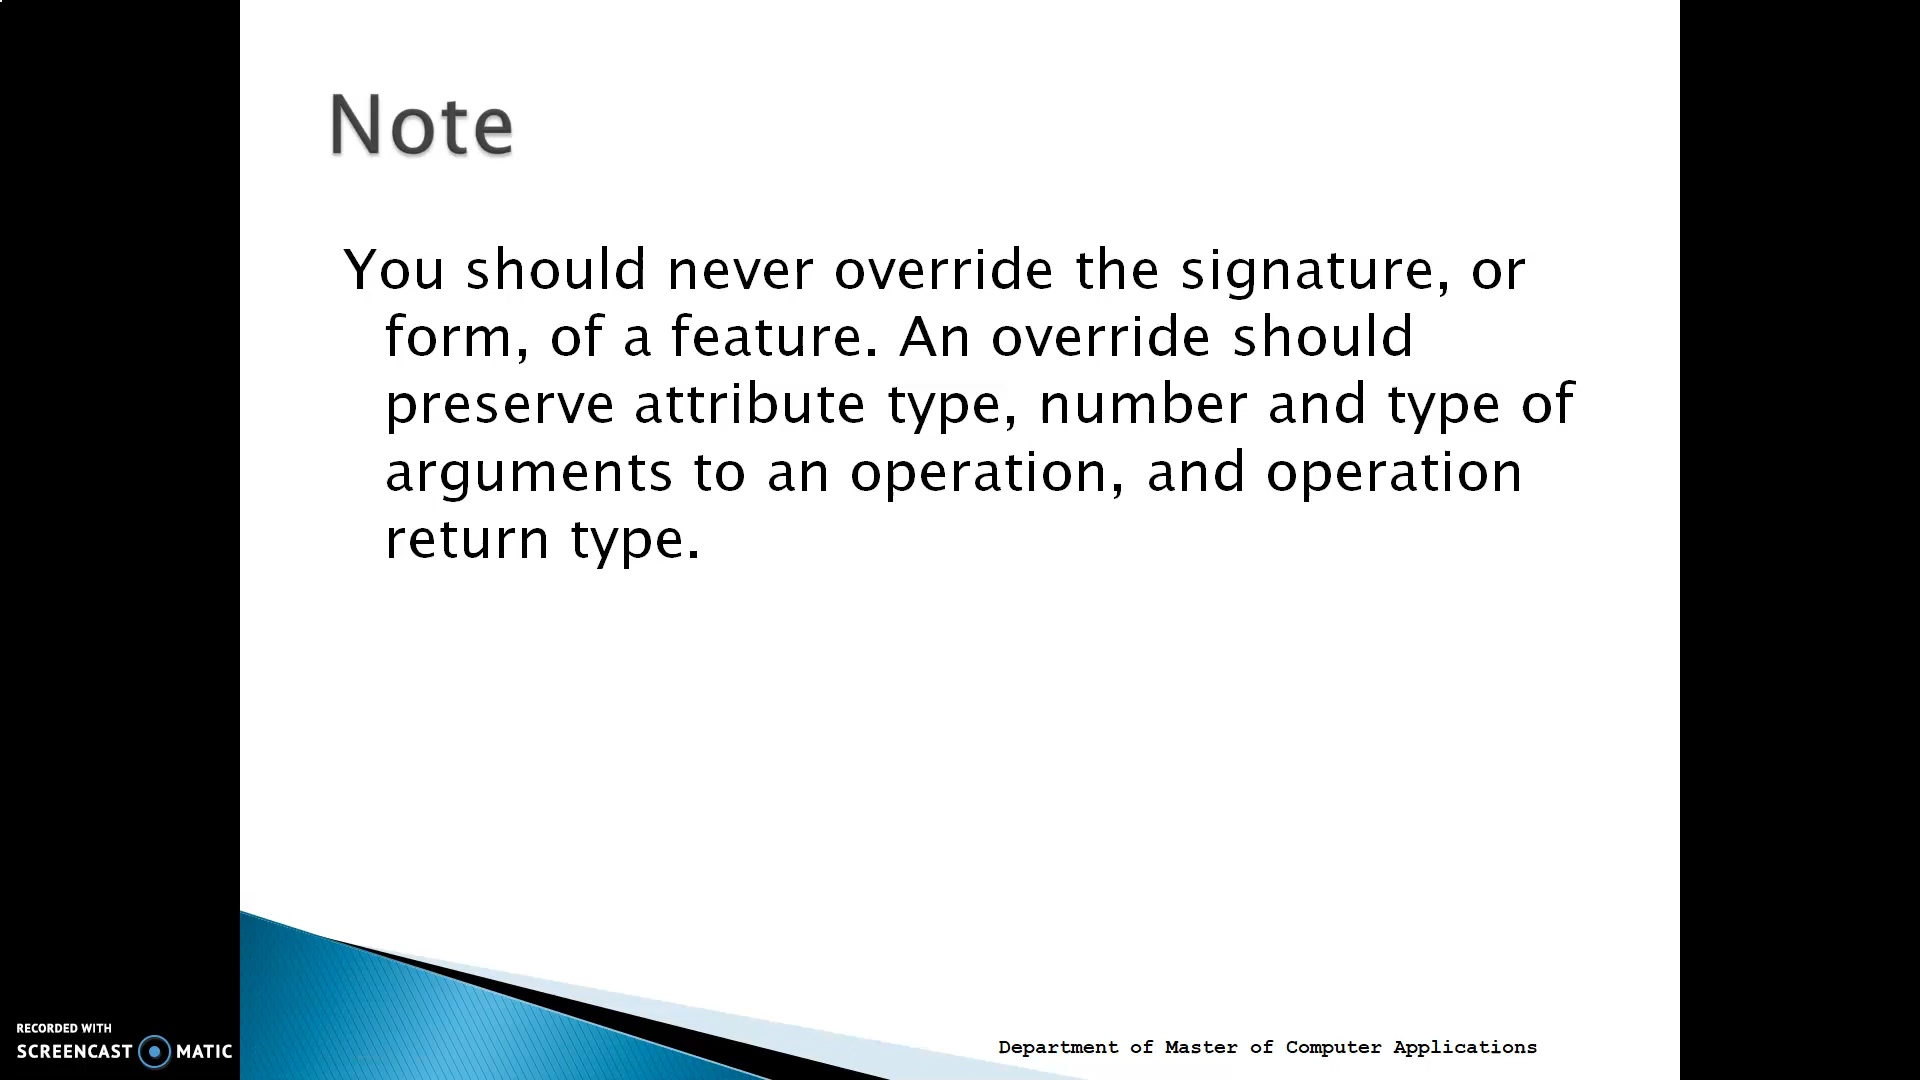 Note
You should never override the signature, or
form, of a feature. An override should
preserve attribute type, number and type of
arguments to an operation, and operation
return type.
RECORDED WITH
SCREENCAST MATIC
Department of Master of Computer Applications